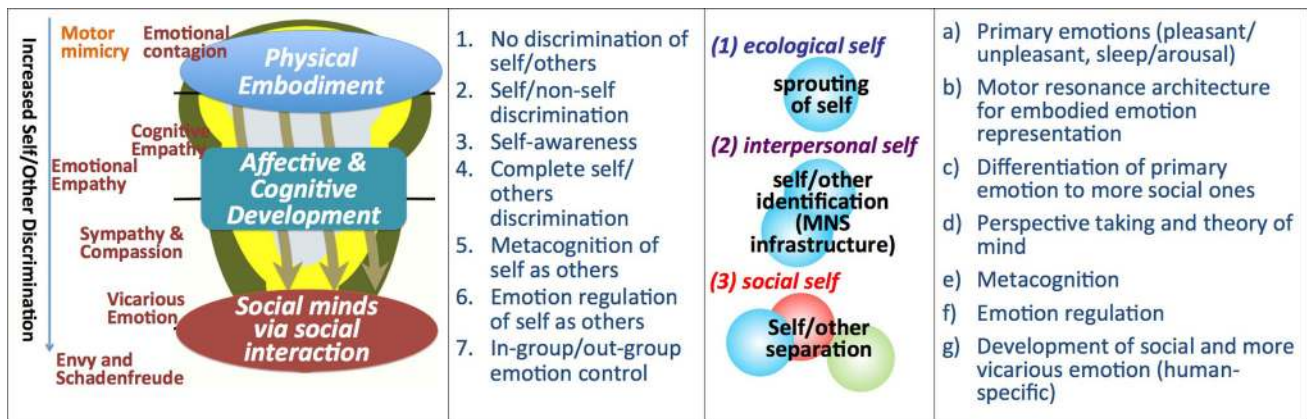 Increased Self/Other Discrimination
Motor
mimicry
Emotional
contagion
Physical
Embodiment
Cognitive
Empathy
Emotional
Empathy
Affective &
Cognitive
Development
Sympathy &
Compassion
Vicarious
Emotion
Social minds
via social
interaction
Envy and
Schadenfreude
1. No discrimination of
self/others
2. Self/non-self
discrimination
3. Self-awareness
4. Complete self/
others
discrimination
5. Metacognition of
self as others
6. Emotion regulation
of self as others
7. In-group/out-group
emotion control
(1) ecological self
sprouting
of self
(2) interpersonal self
self/other
identification
(MNS
infrastructure)
(3) social self
Self/other
separation
a) Primary emotions (pleasant/
unpleasant, sleep/arousal)
b) Motor resonance architecture
for embodied emotion
representation
c) Differentiation of primary
emotion to more social ones
d) Perspective taking and theory of
mind
e) Metacognition
f) Emotion regulation
g) Development of social and more
vicarious emotion (human-
specific)